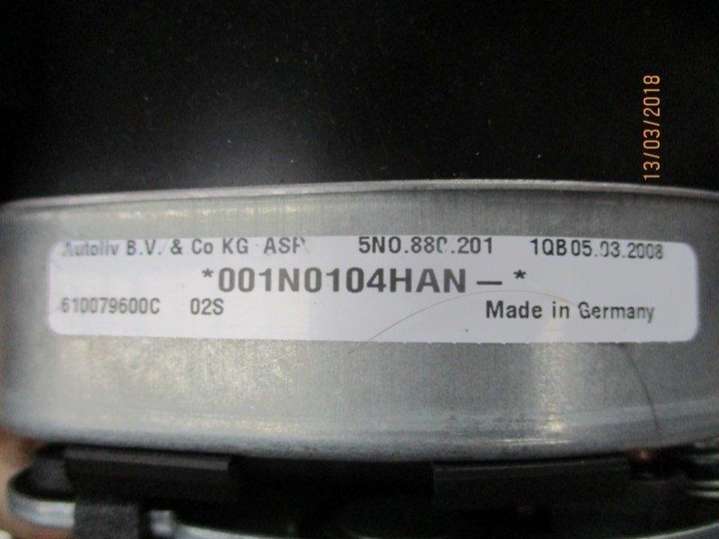 Autoliv B.V. & Co KG ASP 5N0.880.201 1QB 05.03.2008
*001N0104HAN – *
610079600C 02S Made in Germany
13/03/2018